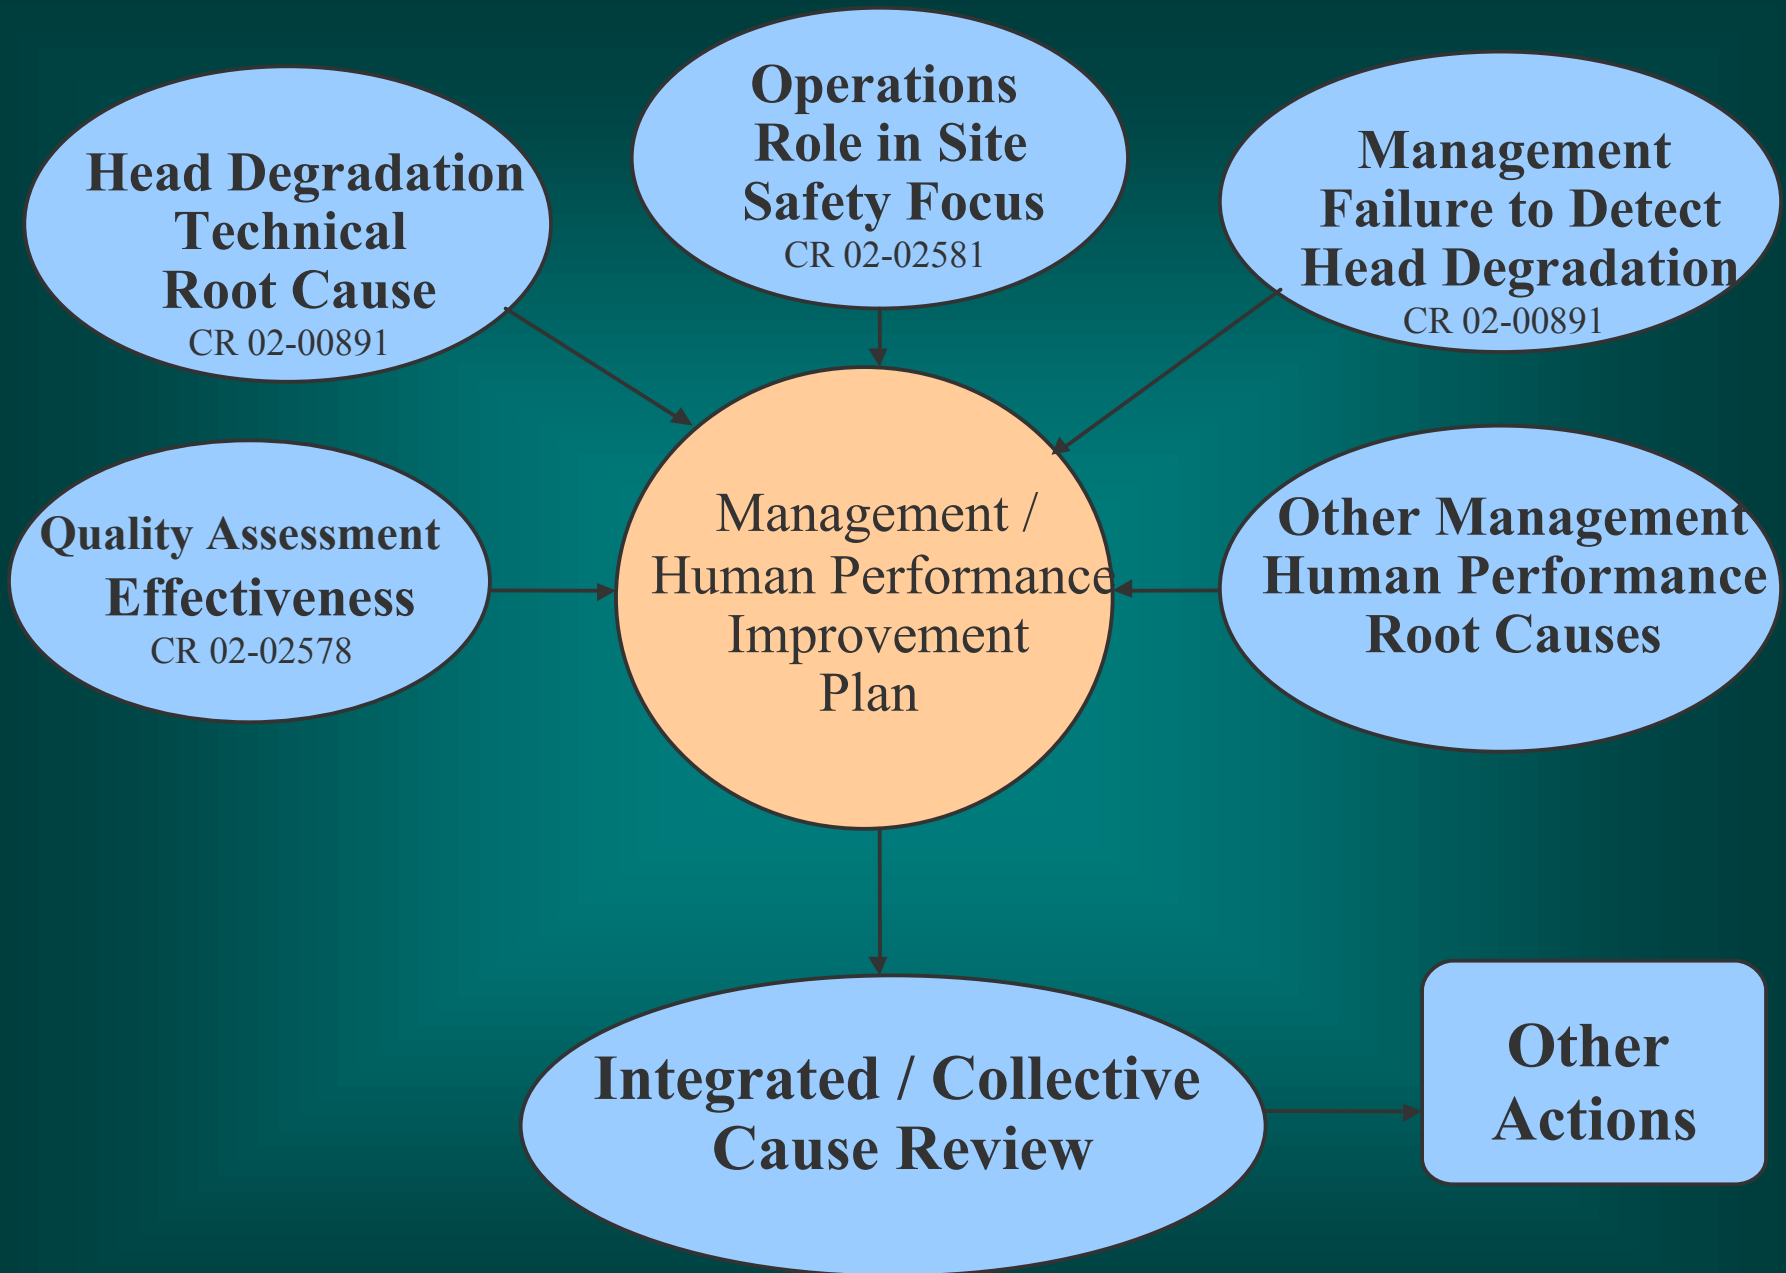 Head Degradation
Technical
Root Cause
CR 02-00891
Operations
Role in Site
Safety Focus
CR 02-02581
Management
Failure to Detect
Head Degradation
CR 02-00891
Quality Assessment
Effectiveness
CR 02-02578
Management /
Human Performance
Improvement
Plan
Other Management
Human Performance
Root Causes
Integrated / Collective
Cause Review
Other
Actions